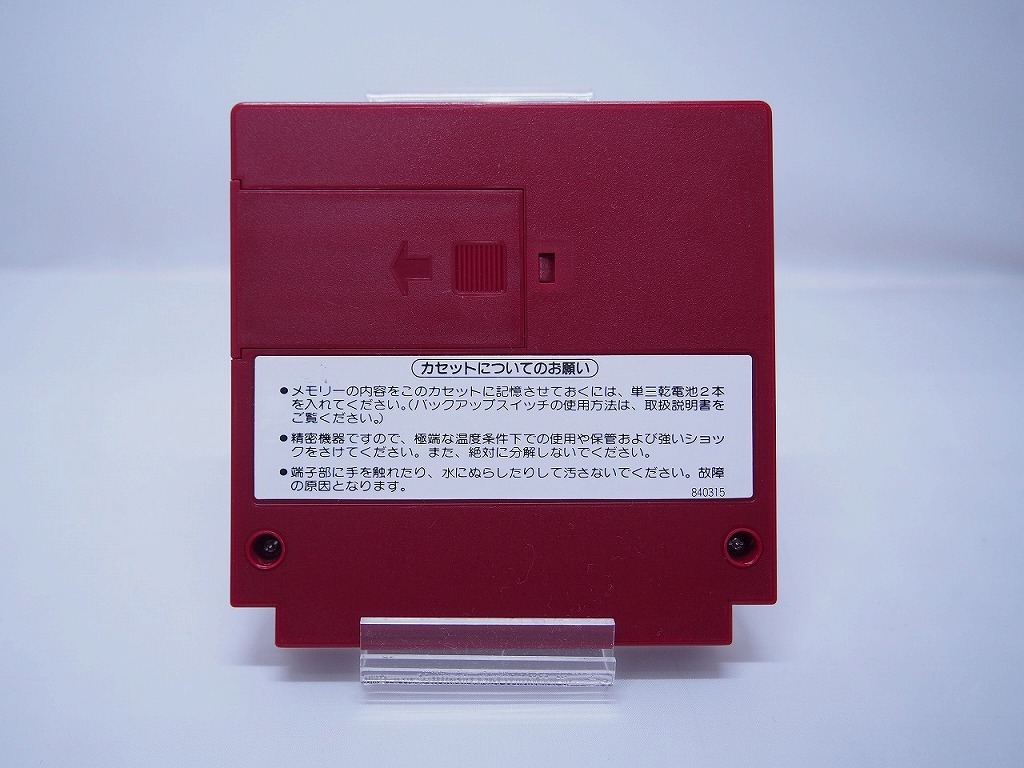 カセットについてのお願い
●メモリーの内容をこのカセットに記憶させておくには、単三乾電池2本
を入れてください。(バックアップスイッチの使用方法は、取扱説明書を
ご覧ください。)
●精密機器ですので、極端な温度条件下での使用や保管および強いショッ
クをさけてください。また、絶対に分解しないでください。
●端子部に手を触れたり、水にぬらしたりして汚さないでください。故障
の原因となります。
840315